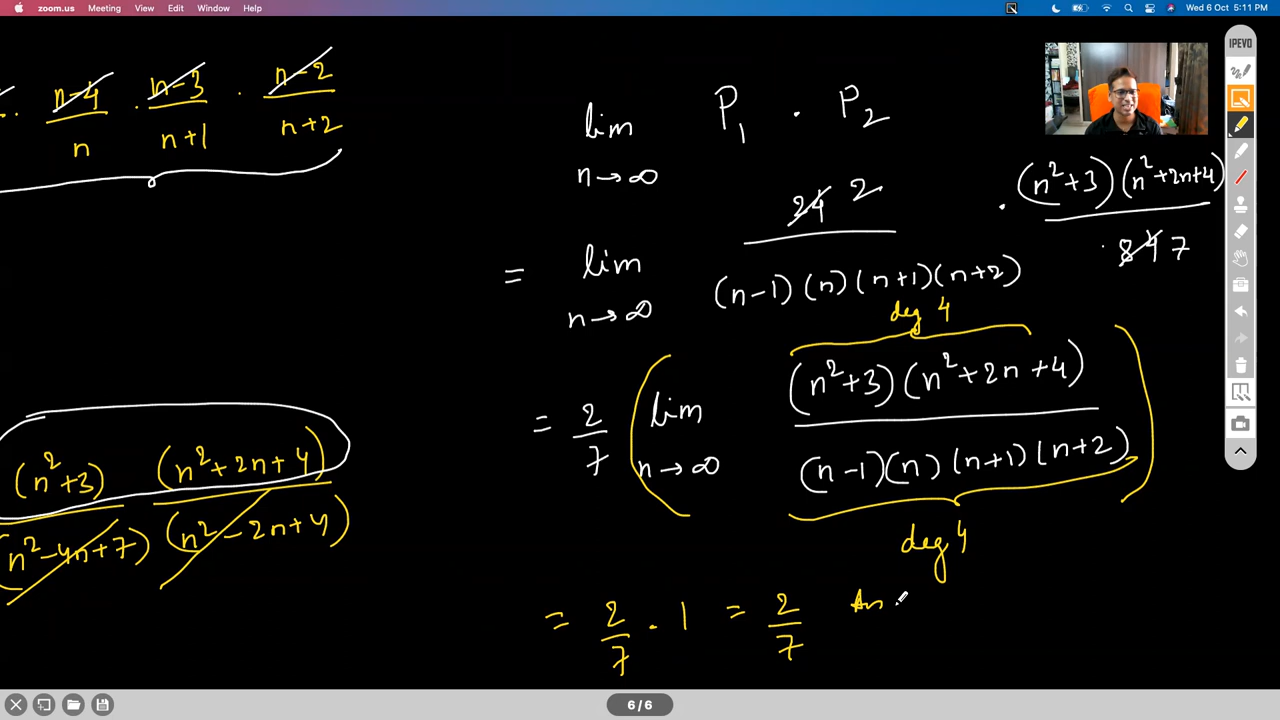 zoom.us Meeting View Edit Window Help Wed 6 Oct 5:11 PM
IPEVO
n-4/n · n-3/n+1 · n-2/n+2
lim n→∞ P₁ · P₂
= lim n→∞ 24 2/(n-1)(n)(n+1)(n+2) · (n²+3)(n²+2n+4)/84 7
deg 4
= 2/7 ( lim n→∞ (n²+3)(n²+2n+4)/(n-1)(n)(n+1)(n+2) )
deg 4
(n²+3)/(n²-4n+7) (n²+2n+4)/(n²-2n+4)
= 2/7 · 1 = 2/7 Ans
6/6